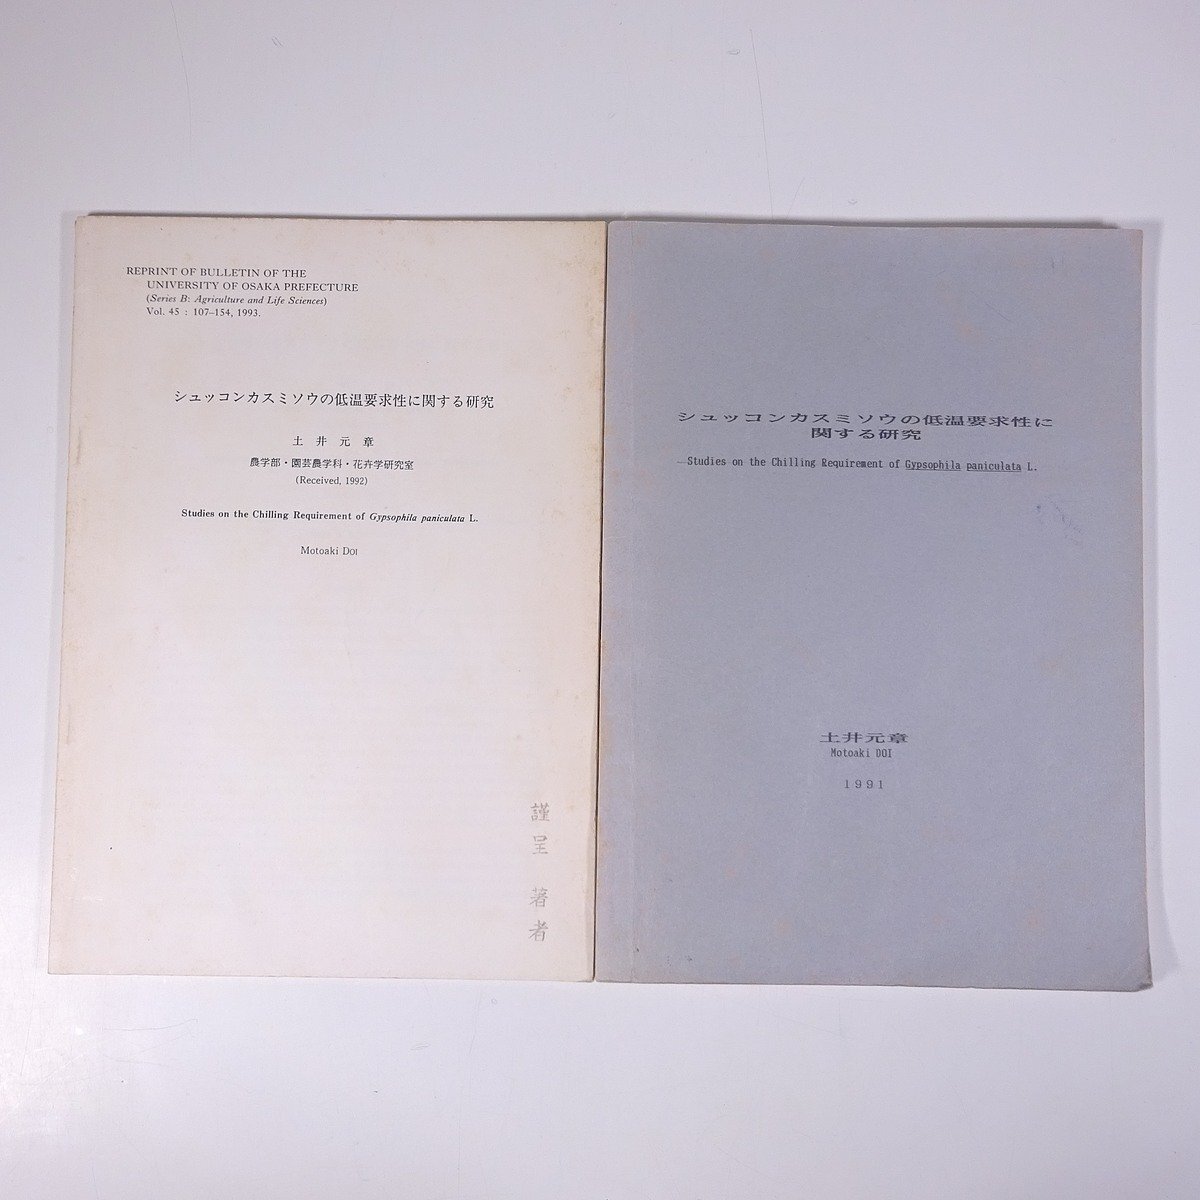 REPRINT OF BULLETIN OF THE
UNIVERSITY OF OSAKA PREFECTURE
(Series B: Agriculture and Life Sciences)
Vol. 45 : 107–154, 1993.
シュッコンカスミソウの低温要求性に関する研究
土 井 元 章
農学部・園芸農学科・花卉学研究室
(Received, 1992)
Studies on the Chilling Requirement of Gypsophila paniculata L.
Motoaki DOI
謹呈 著者
シュッコンカスミソウの低温要求性に
関する研究
—Studies on the Chilling Requirement of Gypsophila paniculata L.
土井元章
Motoaki DOI
1991